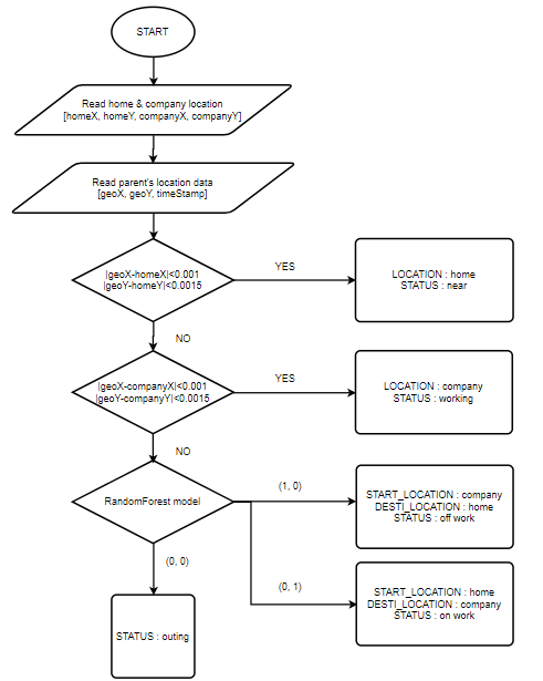 START
Read home & company location
[homeX, homeY, companyX, companyY]
Read parent's location data
[geoX, geoY, timeStamp]
|geoX-homeX|<0.001
|geoY-homeY|<0.0015
YES
LOCATION : home
STATUS : near
NO
|geoX-companyX|<0.001
|geoY-companyY|<0.0015
YES
LOCATION : company
STATUS : working
NO
RandomForest model
(1, 0)
START_LOCATION : company
DESTI_LOCATION : home
STATUS : off work
(0, 1)
START_LOCATION : home
DESTI_LOCATION : company
STATUS : on work
(0, 0)
STATUS : outing